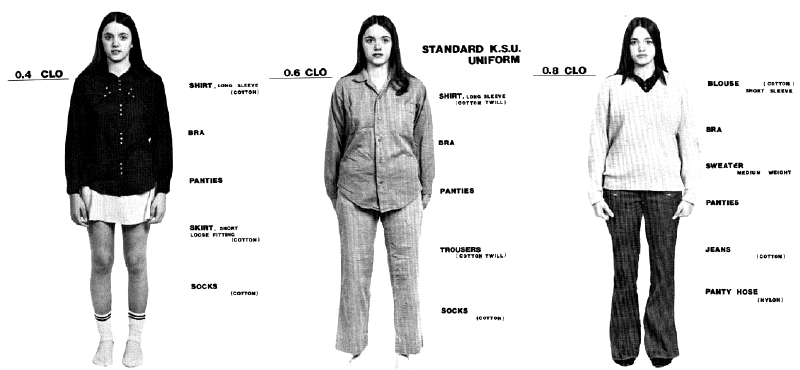 0.4 CLO
SHIRT, LONG SLEEVE
(COTTON)
BRA
PANTIES
SKIRT, SHORT
LOOSE FITTING
(COTTON)
SOCKS
(COTTON)
0.6 CLO
STANDARD K.S.U.
UNIFORM
SHIRT, LONG SLEEVE
(COTTON TWILL)
BRA
PANTIES
TROUSERS
(COTTON TWILL)
SOCKS
(COTTON)
0.8 CLO
BLOUSE (COTTON)
SHORT SLEEVE
BRA
SWEATER
MEDIUM WEIGHT
PANTIES
JEANS
(COTTON)
PANTY HOSE
(NYLON)